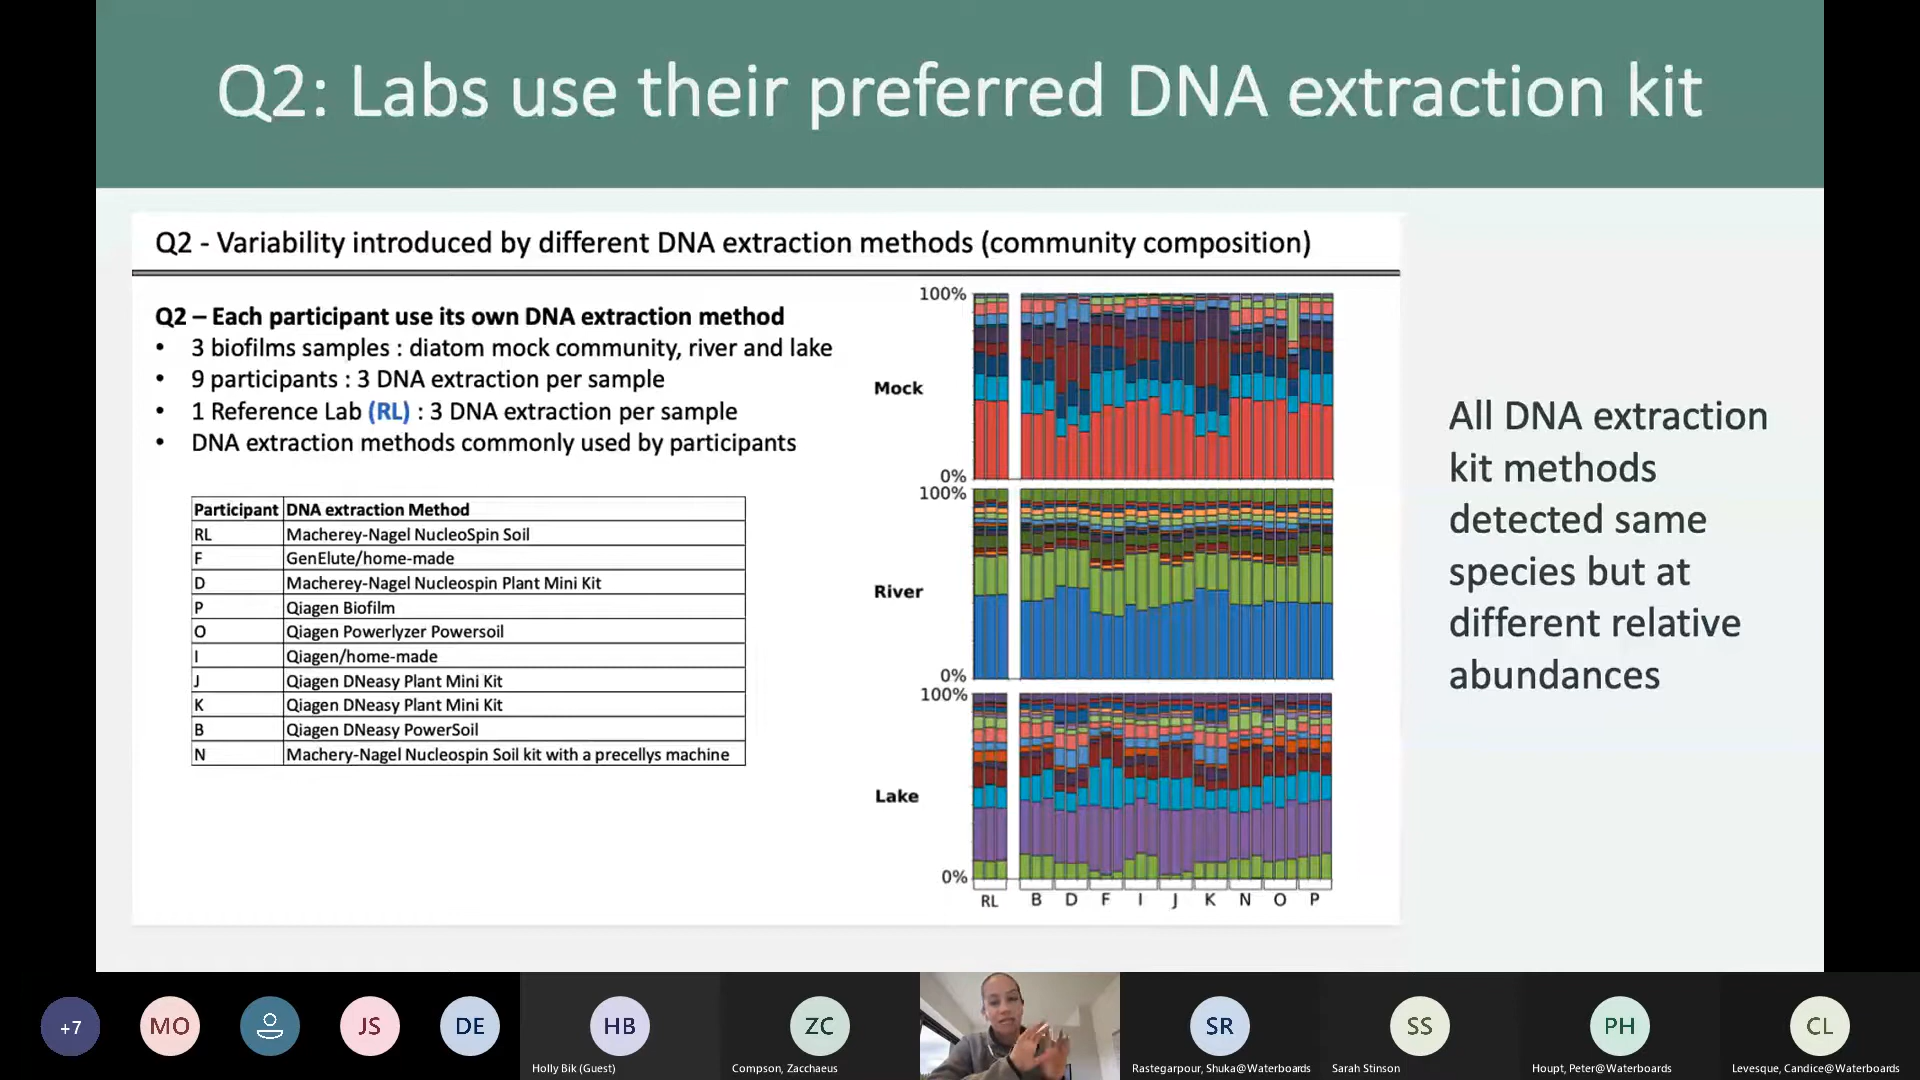 Q2: Labs use their preferred DNA extraction kit
Q2 - Variability introduced by different DNA extraction methods (community composition)
Q2 – Each participant use its own DNA extraction method
• 3 biofilms samples : diatom mock community, river and lake
• 9 participants : 3 DNA extraction per sample
• 1 Reference Lab (RL) : 3 DNA extraction per sample
• DNA extraction methods commonly used by participants
Participant DNA extraction Method
RL Macherey-Nagel NucleoSpin Soil
F GenElute/home-made
D Macherey-Nagel Nucleospin Plant Mini Kit
P Qiagen Biofilm
O Qiagen Powerlyzer Powersoil
I Qiagen/home-made
J Qiagen DNeasy Plant Mini Kit
K Qiagen DNeasy Plant Mini Kit
B Qiagen DNeasy PowerSoil
N Machery-Nagel Nucleospin Soil kit with a precellys machine
100%
Mock
0%
100%
River
0%
100%
Lake
0%
RL B D F I J K N O P
All DNA extraction
kit methods
detected same
species but at
different relative
abundances
+7 MO JS DE HB ZC SR SS PH CL
Holly Bik (Guest) Compson, Zacchaeus Rastegarpour, Shuka@Waterboards Sarah Stinson Houpt, Peter@Waterboards Levesque, Candice@Waterboards